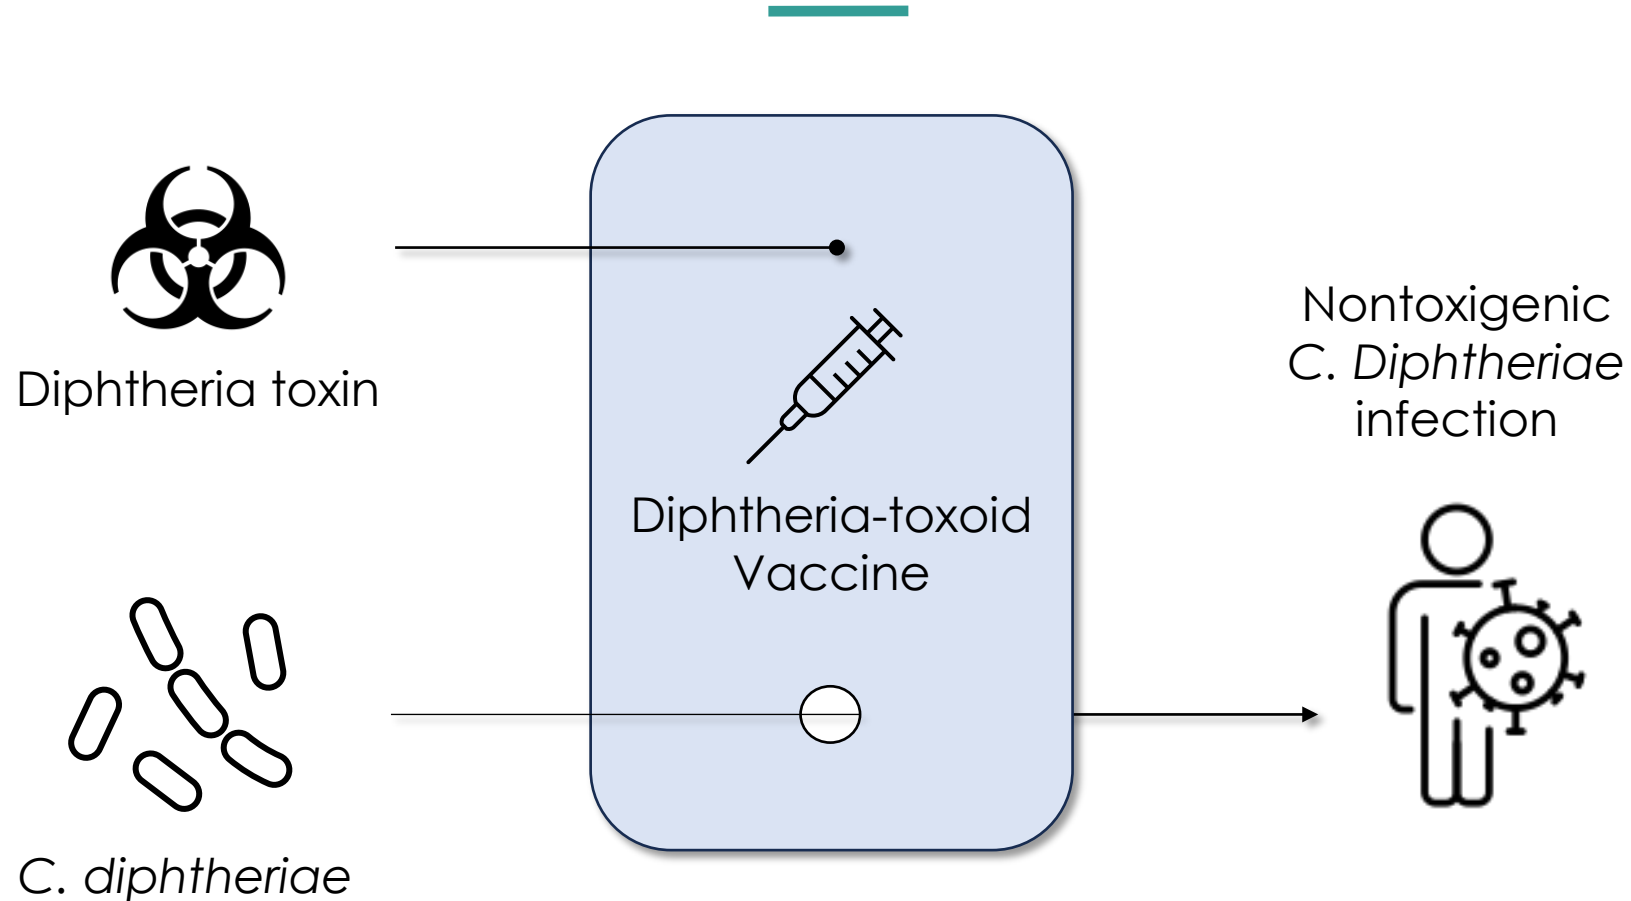 Diphtheria toxin
C. diphtheriae
Diphtheria-toxoid
Vaccine
Nontoxigenic
C. Diphtheriae
infection